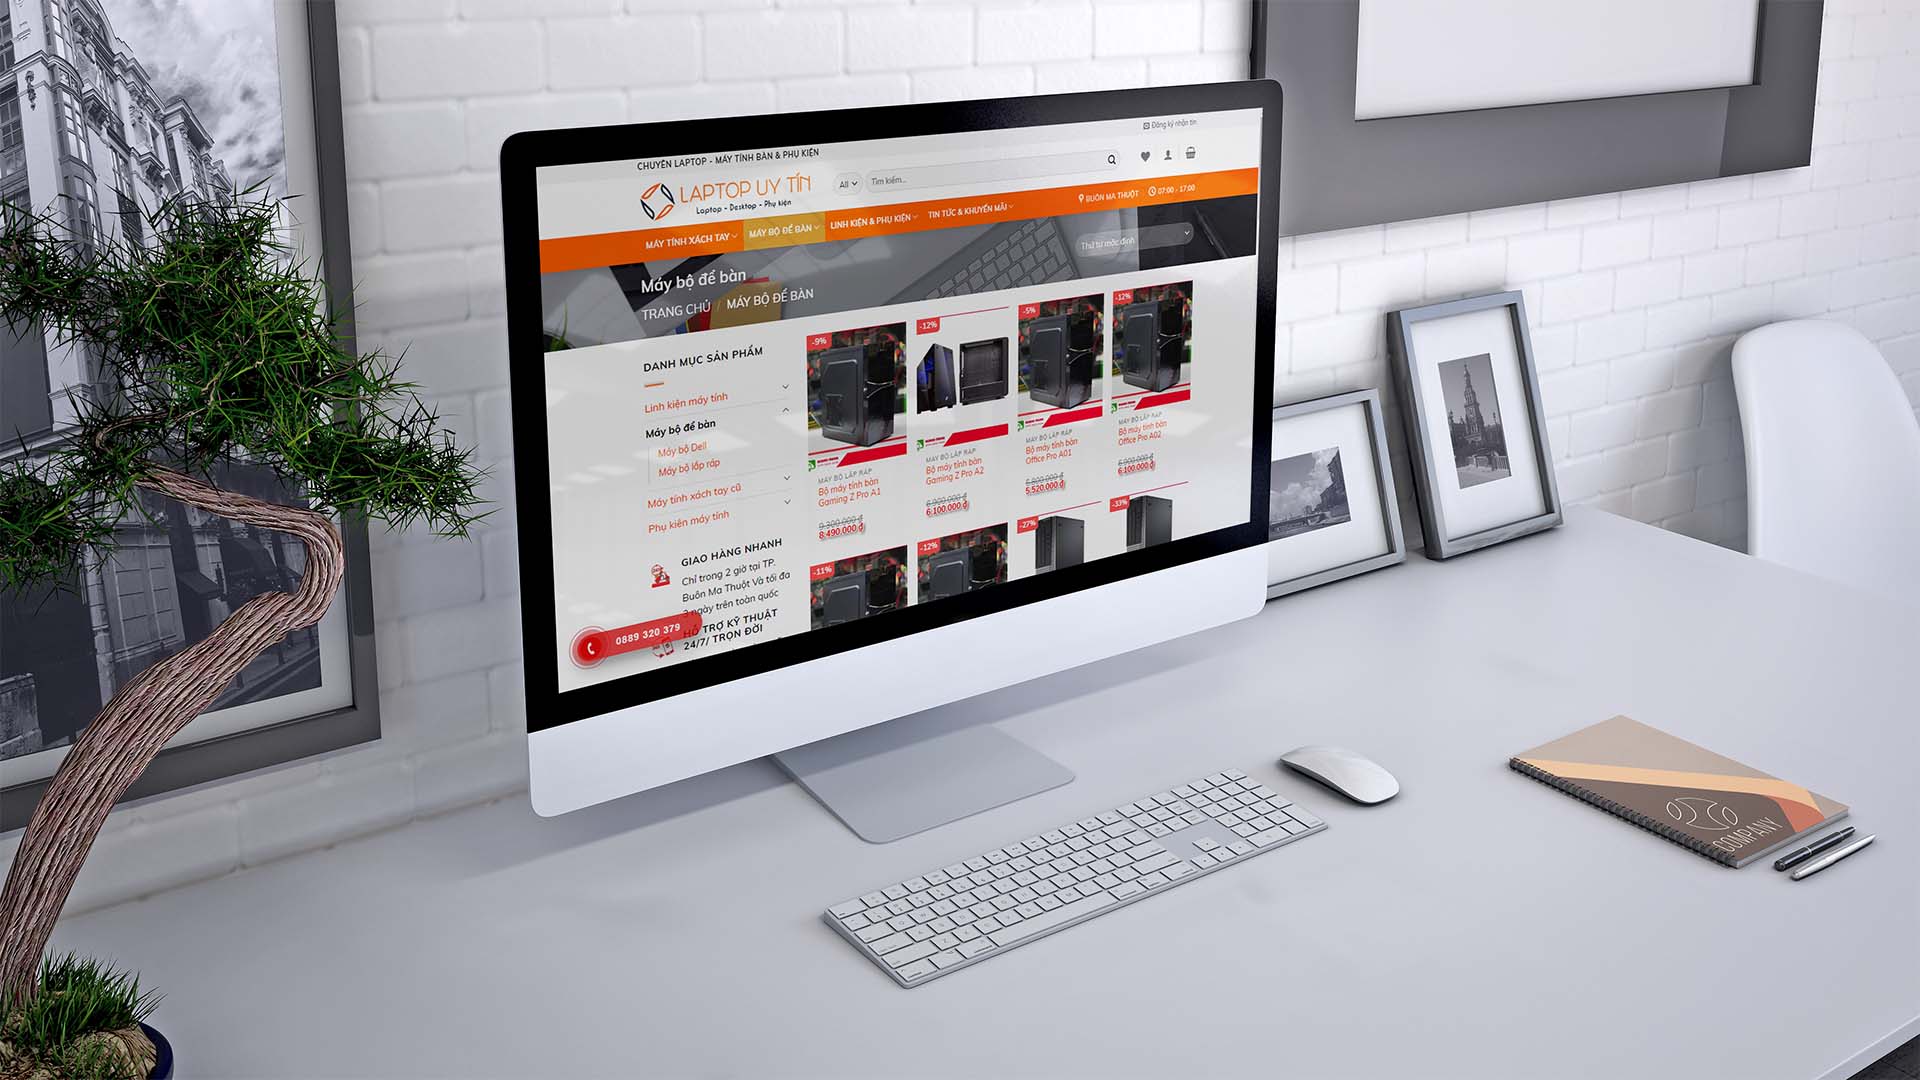 CHUYÊN LAPTOP - MÁY TÍNH BÀN & PHỤ KIỆN
Đăng ký nhận tin
LAPTOP UY TÍN
Laptop - Desktop - Phụ kiện
All
Tìm kiếm...
MÁY TÍNH XÁCH TAY
MÁY BỘ ĐỂ BÀN
LINH KIỆN & PHỤ KIỆN
TIN TỨC & KHUYẾN MÃI
BUÔN MA THUỘT
07:00 - 17:00
Máy bộ để bàn
TRANG CHỦ / MÁY BỘ ĐỂ BÀN
Thứ tự mặc định
DANH MỤC SẢN PHẨM
Linh kiện máy tính
Máy bộ để bàn
Máy bộ Dell
Máy bộ lắp ráp
Máy tính xách tay cũ
Phụ kiện máy tính
GIAO HÀNG NHANH
Chỉ trong 2 giờ tại TP.
Buôn Ma Thuột Và tối đa
3 ngày trên toàn quốc
HỖ TRỢ KỸ THUẬT
24/7/ TRỌN ĐỜI
0889 320 379
-9%
MÁY BỘ LẮP RÁP
Bộ máy tính bàn
Gaming Z Pro A1
9.300.000 ₫
8.490.000 ₫
-12%
MÁY BỘ LẮP RÁP
Bộ máy tính bàn
Gaming Z Pro A2
6.900.000 ₫
6.100.000 ₫
-5%
MÁY BỘ LẮP RÁP
Bộ máy tính bàn
Office Pro A01
5.800.000 ₫
5.520.000 ₫
-12%
MÁY BỘ LẮP RÁP
Bộ máy tính bàn
Office Pro A02
6.900.000 ₫
6.100.000 ₫
-11%
-12%
-27%
-33%
COMPANY